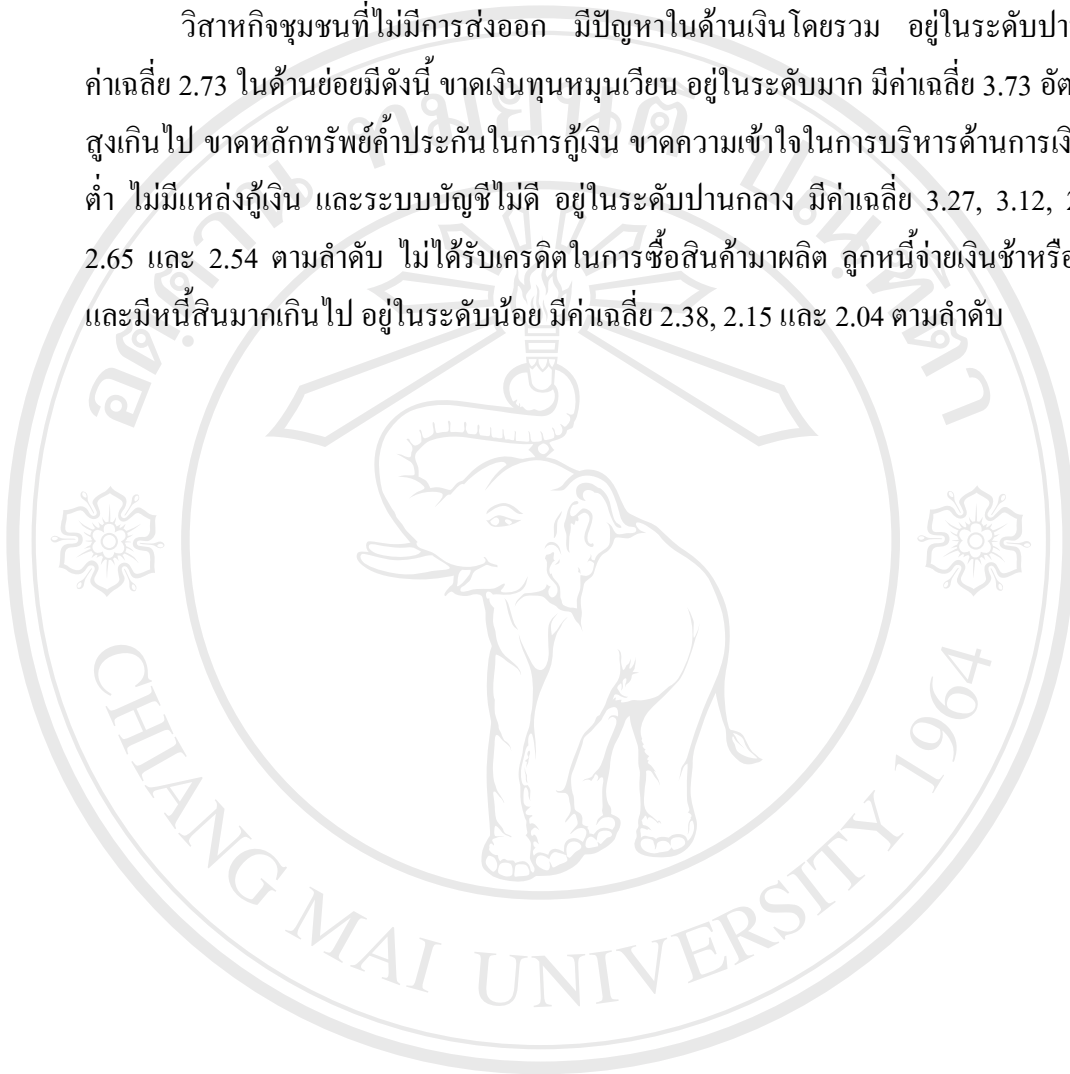 วิสาหกิจชุมชนที่ไม่มีการส่งออก มีปัญหาในด้านเงินโดยรวม อยู่ในระดับปา
ค่าเฉลี่ย 2.73 ในด้านย่อยมีดังนี้ ขาดเงินทุนหมุนเวียน อยู่ในระดับมาก มีค่าเฉลี่ย 3.73 อัต
สูงเกินไป ขาดหลักทรัพย์ค้ำประกันในการกู้เงิน ขาดความเข้าใจในการบริหารด้านการเงิ
ต่ำ ไม่มีแหล่งกู้เงิน และระบบบัญชีไม่ดี อยู่ในระดับปานกลาง มีค่าเฉลี่ย 3.27, 3.12,
2.65 และ 2.54 ตามลำดับ ไม่ได้รับเครดิตในการซื้อสินค้ามาผลิต ลูกหนี้จ่ายเงินช้าหรือ
และมีหนี้สินมากเกินไป อยู่ในระดับน้อย มีค่าเฉลี่ย 2.38, 2.15 และ 2.04 ตามลำดับ
อตฺตานํ ทมยนฺติ ปณฺฑิตา
CHIANG MAI UNIVERSITY 1964